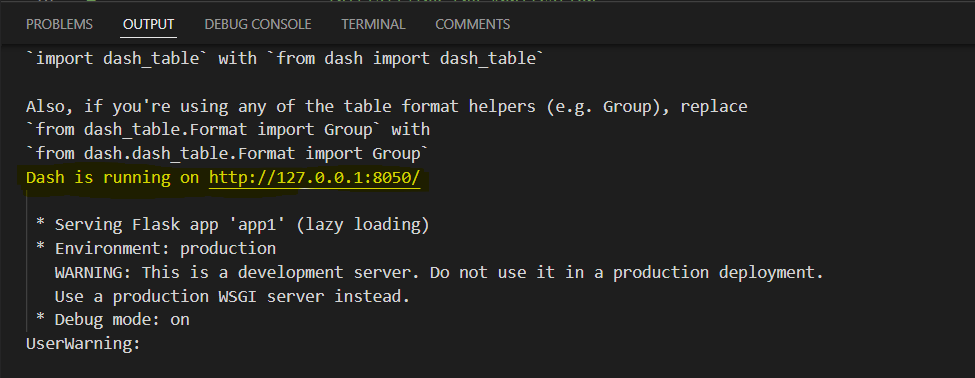 PROBLEMS OUTPUT DEBUG CONSOLE TERMINAL COMMENTS
`import dash_table` with `from dash import dash_table`
Also, if you're using any of the table format helpers (e.g. Group), replace
`from dash_table.Format import Group` with
`from dash.dash_table.Format import Group`
Dash is running on http://127.0.0.1:8050/
* Serving Flask app 'app1' (lazy loading)
* Environment: production
WARNING: This is a development server. Do not use it in a production deployment.
Use a production WSGI server instead.
* Debug mode: on
UserWarning: